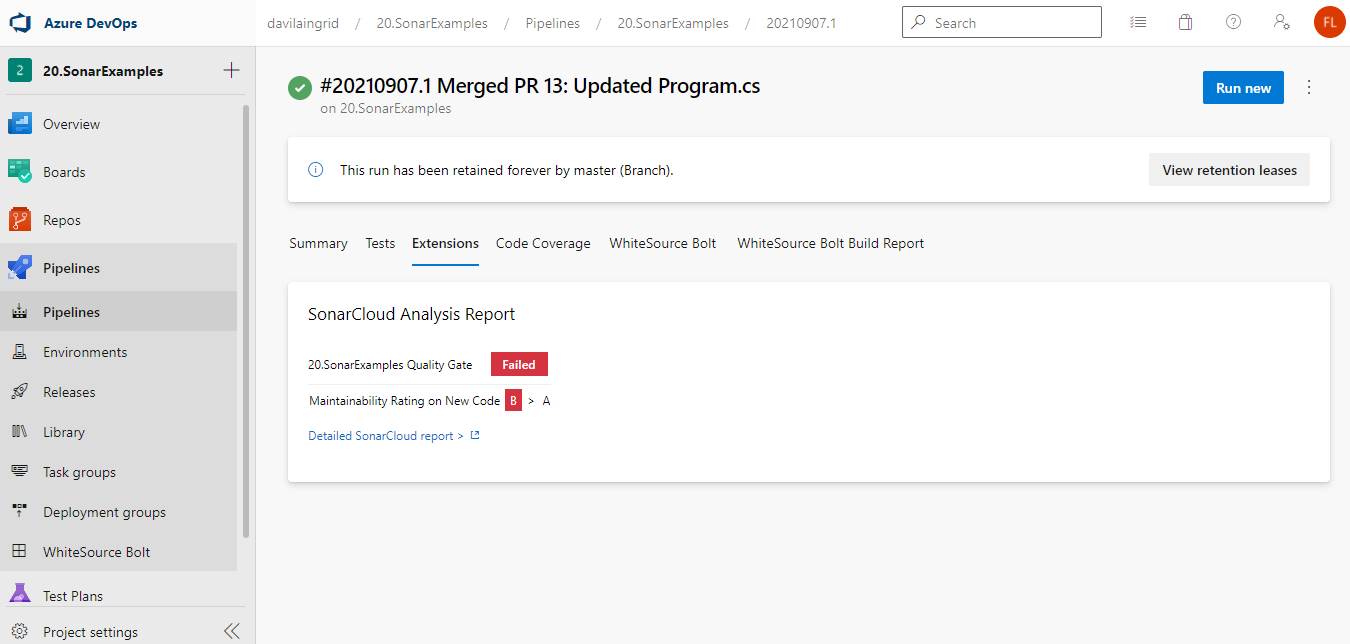 Azure DevOps
davilaingrid / 20.SonarExamples / Pipelines / 20.SonarExamples / 20210907.1
Search
FL
2 20.SonarExamples
Overview
Boards
Repos
Pipelines
Pipelines
Environments
Releases
Library
Task groups
Deployment groups
WhiteSource Bolt
Test Plans
Project settings
#20210907.1 Merged PR 13: Updated Program.cs
on 20.SonarExamples
Run new
This run has been retained forever by master (Branch).
View retention leases
Summary Tests Extensions Code Coverage WhiteSource Bolt WhiteSource Bolt Build Report
SonarCloud Analysis Report
20.SonarExamples Quality Gate Failed
Maintainability Rating on New Code B > A
Detailed SonarCloud report >